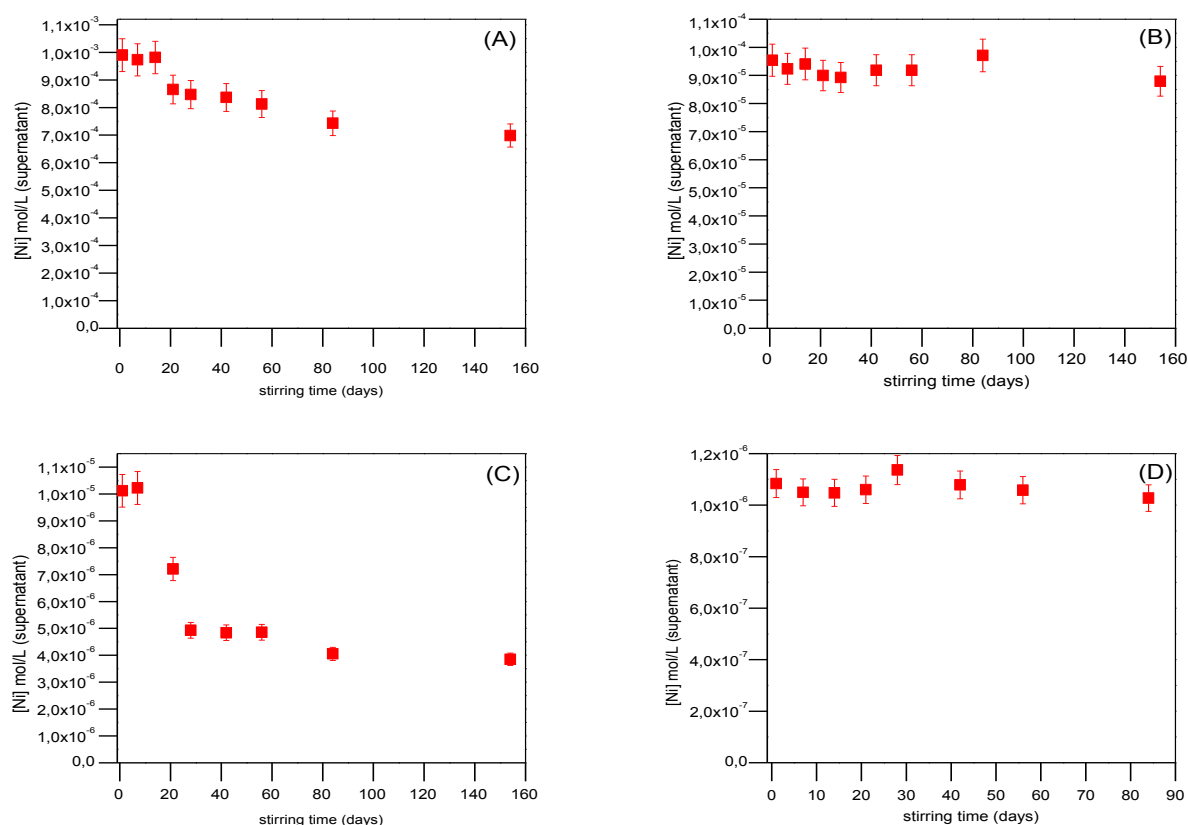 (A)
[Ni] mol/L (supernatant)
1,1x10⁻³
1,0x10⁻³
9,0x10⁻⁴
8,0x10⁻⁴
7,0x10⁻⁴
6,0x10⁻⁴
5,0x10⁻⁴
4,0x10⁻⁴
3,0x10⁻⁴
2,0x10⁻⁴
1,0x10⁻⁴
0,0
0 20 40 60 80 100 120 140 160
stirring time (days)
(B)
[Ni] mol/L (supernatant)
1,1x10⁻⁴
1,0x10⁻⁴
9,0x10⁻⁵
8,0x10⁻⁵
7,0x10⁻⁵
6,0x10⁻⁵
5,0x10⁻⁵
4,0x10⁻⁵
3,0x10⁻⁵
2,0x10⁻⁵
1,0x10⁻⁵
0,0
0 20 40 60 80 100 120 140 160
stirring time (days)
(C)
[Ni] mol/L (supernatant)
1,1x10⁻⁵
1,0x10⁻⁵
9,0x10⁻⁶
8,0x10⁻⁶
7,0x10⁻⁶
6,0x10⁻⁶
5,0x10⁻⁶
4,0x10⁻⁶
3,0x10⁻⁶
2,0x10⁻⁶
1,0x10⁻⁶
0,0
0 20 40 60 80 100 120 140 160
stirring time (days)
(D)
[Ni] mol/L (supernatant)
1,2x10⁻⁶
1,0x10⁻⁶
8,0x10⁻⁷
6,0x10⁻⁷
4,0x10⁻⁷
2,0x10⁻⁷
0,0
0 10 20 30 40 50 60 70 80 90
stirring time (days)